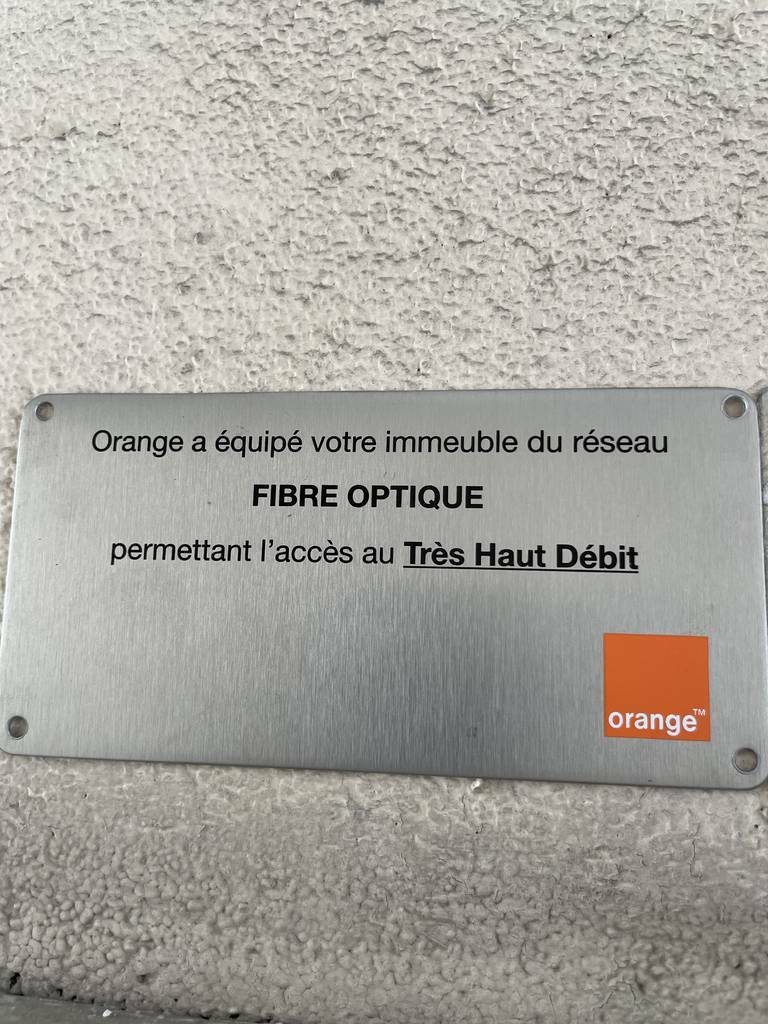 Orange a équipé votre immeuble du réseau
FIBRE OPTIQUE
permettant l'accès au Très Haut Débit
orange™